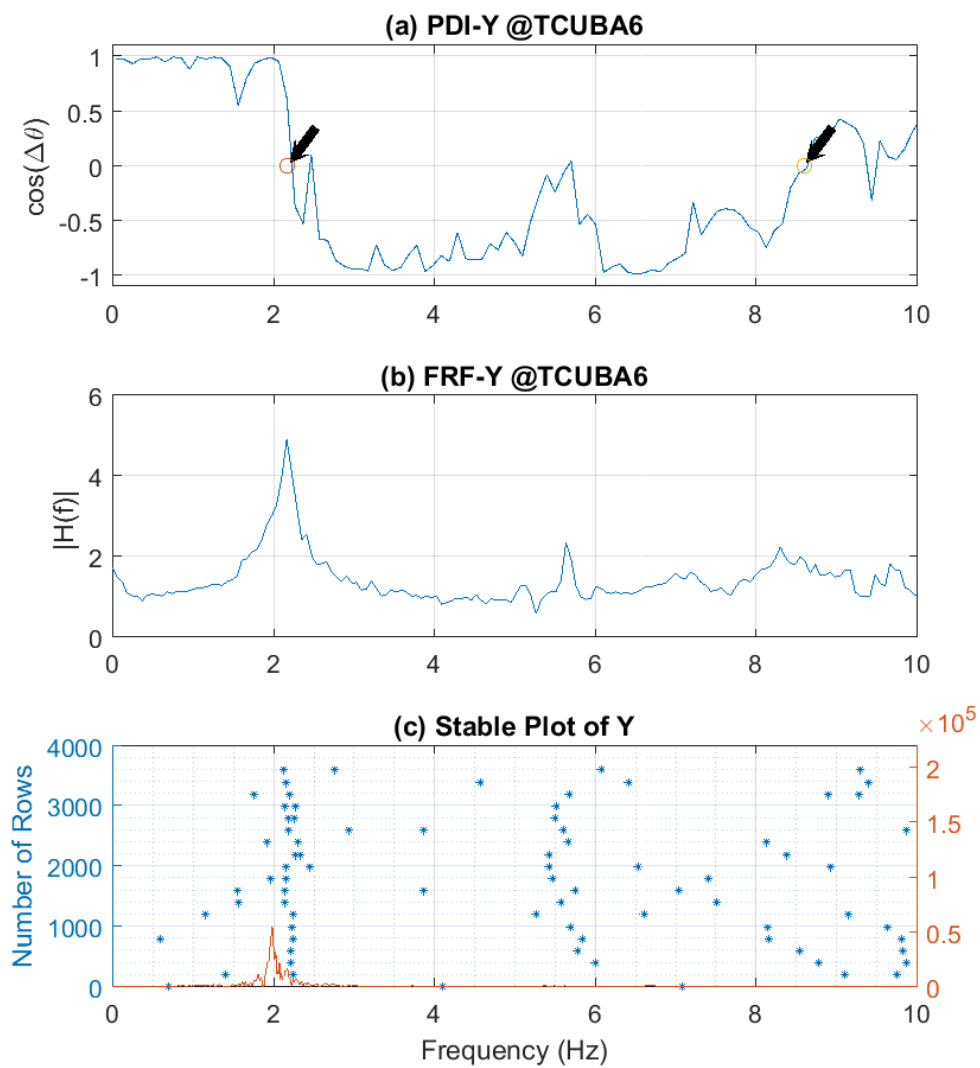 (a) PDI-Y @TCUBA6
1
0.5
0
-0.5
-1
cos(Δθ)
0 2 4 6 8 10
(b) FRF-Y @TCUBA6
6
4
2
0
|H(f)|
0 2 4 6 8 10
(c) Stable Plot of Y
×10⁵
4000
3000
2000
1000
0
Number of Rows
2
1.5
1
0.5
0
0 2 4 6 8 10
Frequency (Hz)